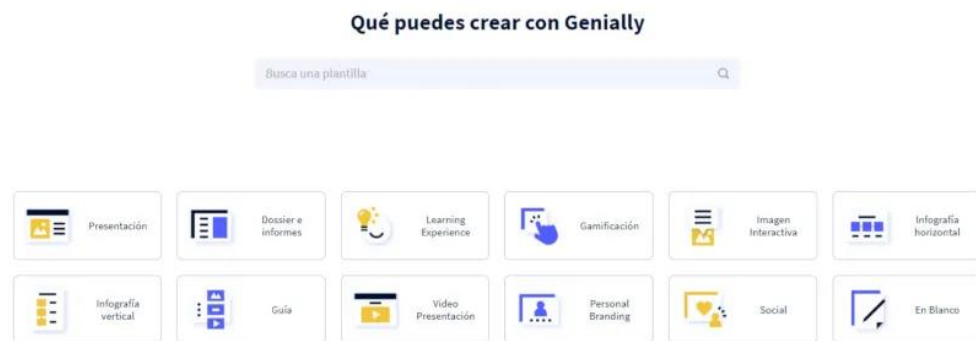 Qué puedes crear con Genially
Busca una plantilla
Presentación
Dossier e
informes
Learning
Experience
Gamificación
Imagen
Interactiva
Infografía
horizontal
Infografía
vertical
Guía
Video
Presentación
Personal
Branding
Social
En Blanco